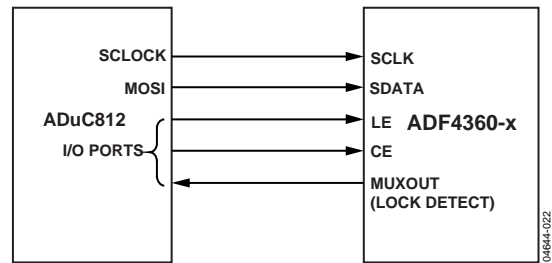 SCLOCK
MOSI
ADuC812
I/O PORTS
SCLK
SDATA
LE
ADF4360-x
CE
MUXOUT
(LOCK DETECT)
04644-022